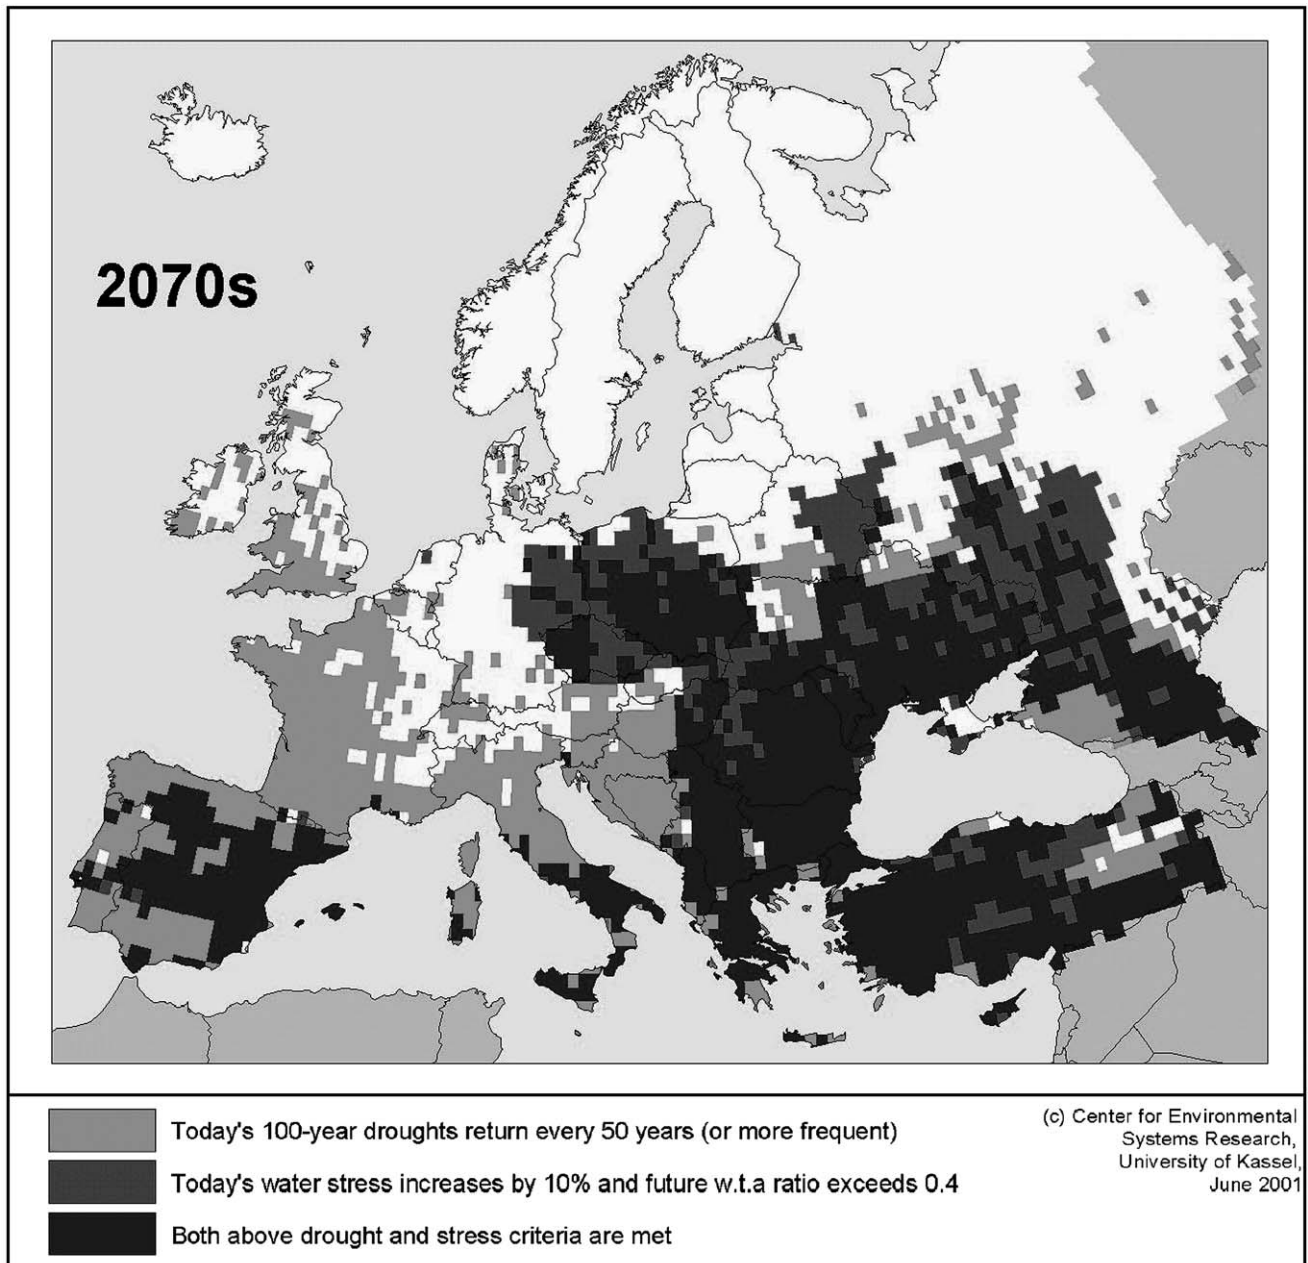 2070s
Today's 100-year droughts return every 50 years (or more frequent)
Today's water stress increases by 10% and future w.t.a ratio exceeds 0.4
Both above drought and stress criteria are met
(c) Center for Environmental
Systems Research,
University of Kassel,
June 2001